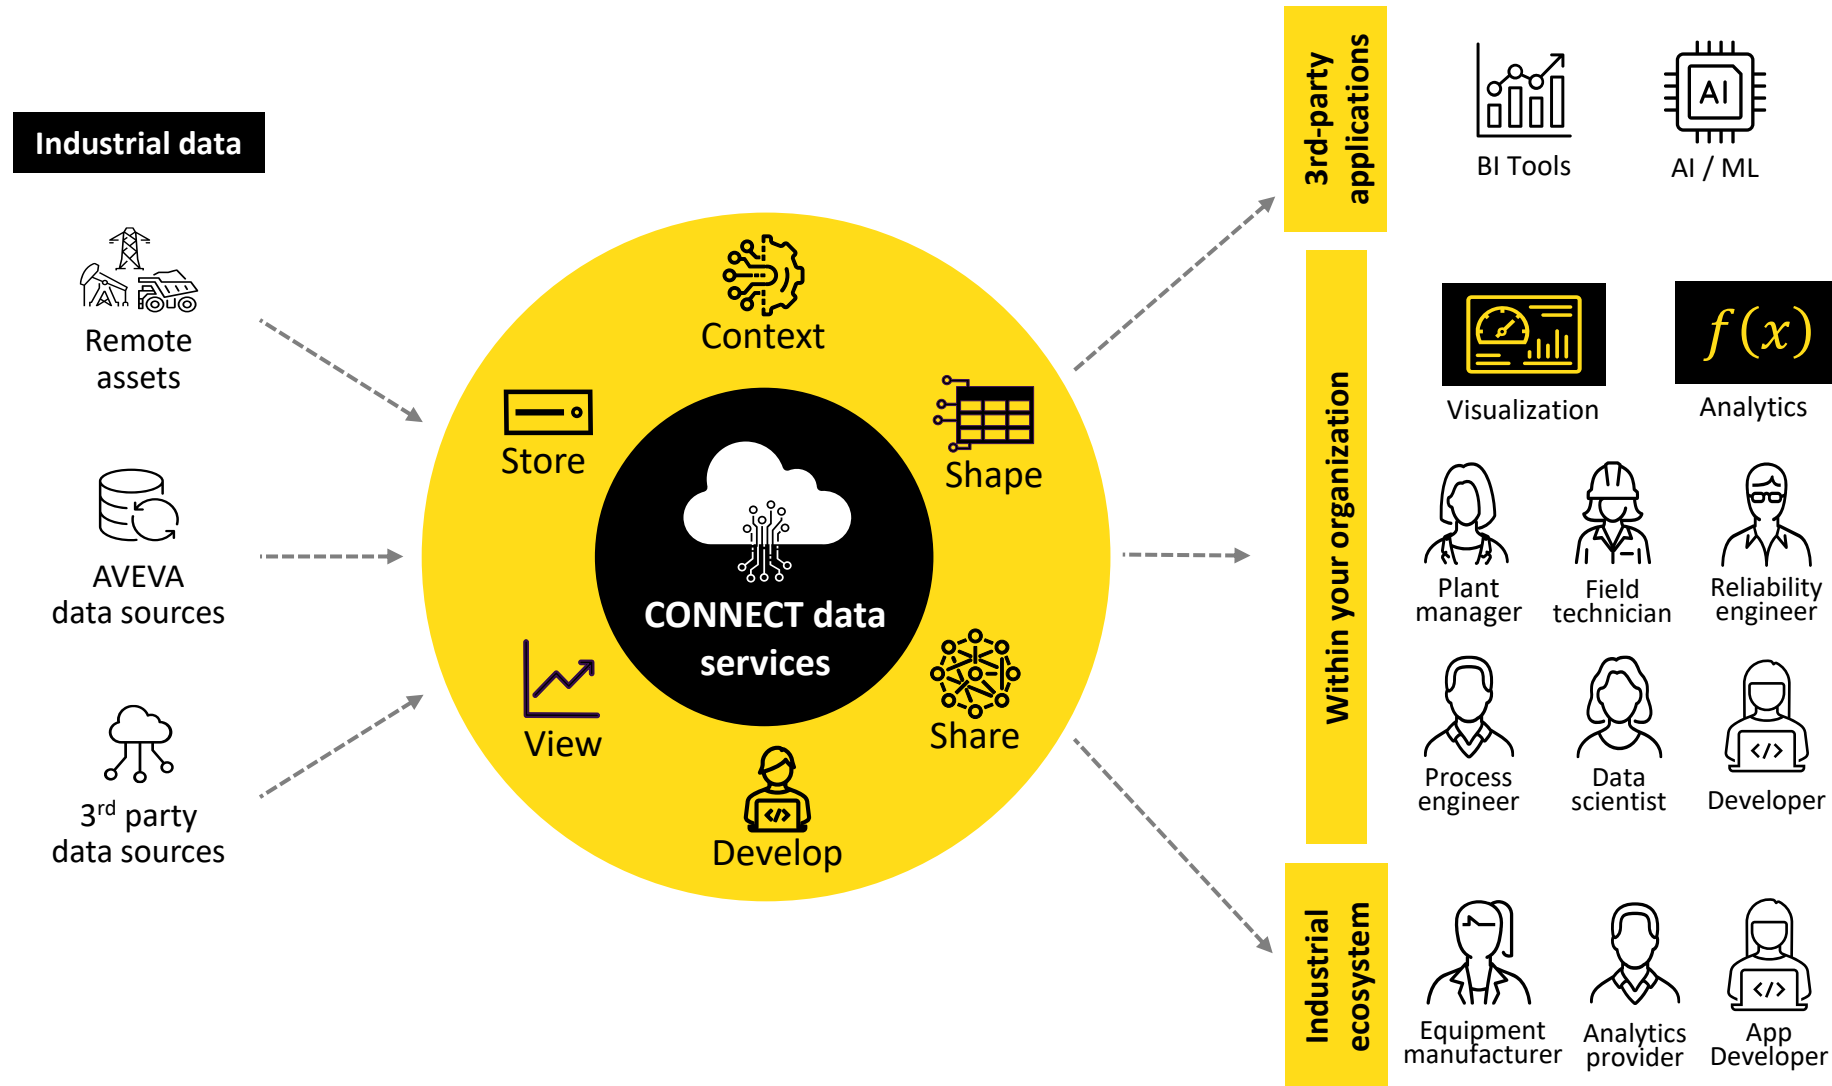 Industrial data
Remote
assets
AVEVA
data sources
3rd party
data sources
Context
Store
Shape
CONNECT data
services
View
Share
Develop
</>
3rd-party
applications
BI Tools
AI
AI / ML
Within your organization
Visualization
f(x)
Analytics
Plant
manager
Field
technician
Reliability
engineer
Process
engineer
Data
scientist
</>
Developer
Industrial
ecosystem
Equipment
manufacturer
Analytics
provider
</>
App
Developer